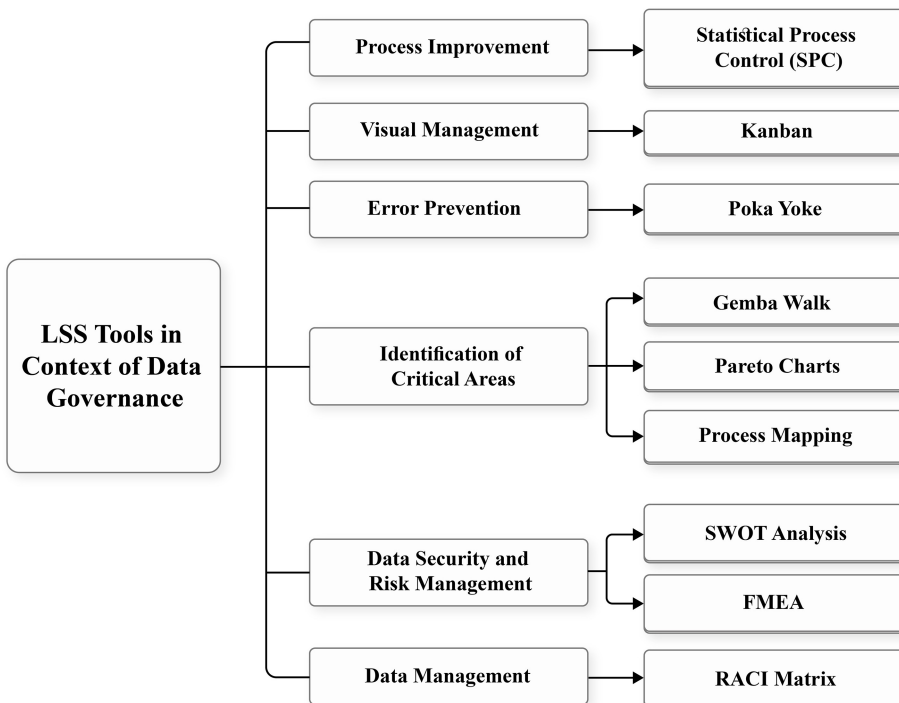 Process Improvement
Statistical Process
Control (SPC)
Visual Management
Kanban
Error Prevention
Poka Yoke
LSS Tools in
Context of Data
Governance
Identification of
Critical Areas
Gemba Walk
Pareto Charts
Process Mapping
Data Security and
Risk Management
SWOT Analysis
FMEA
Data Management
RACI Matrix